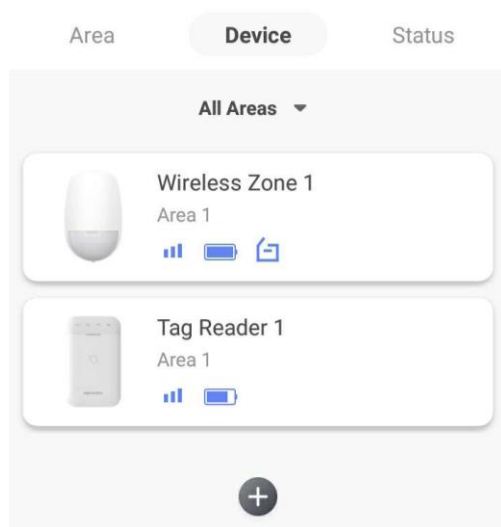 Area Device Status
All Areas
Wireless Zone 1
Area 1
Tag Reader 1
Area 1